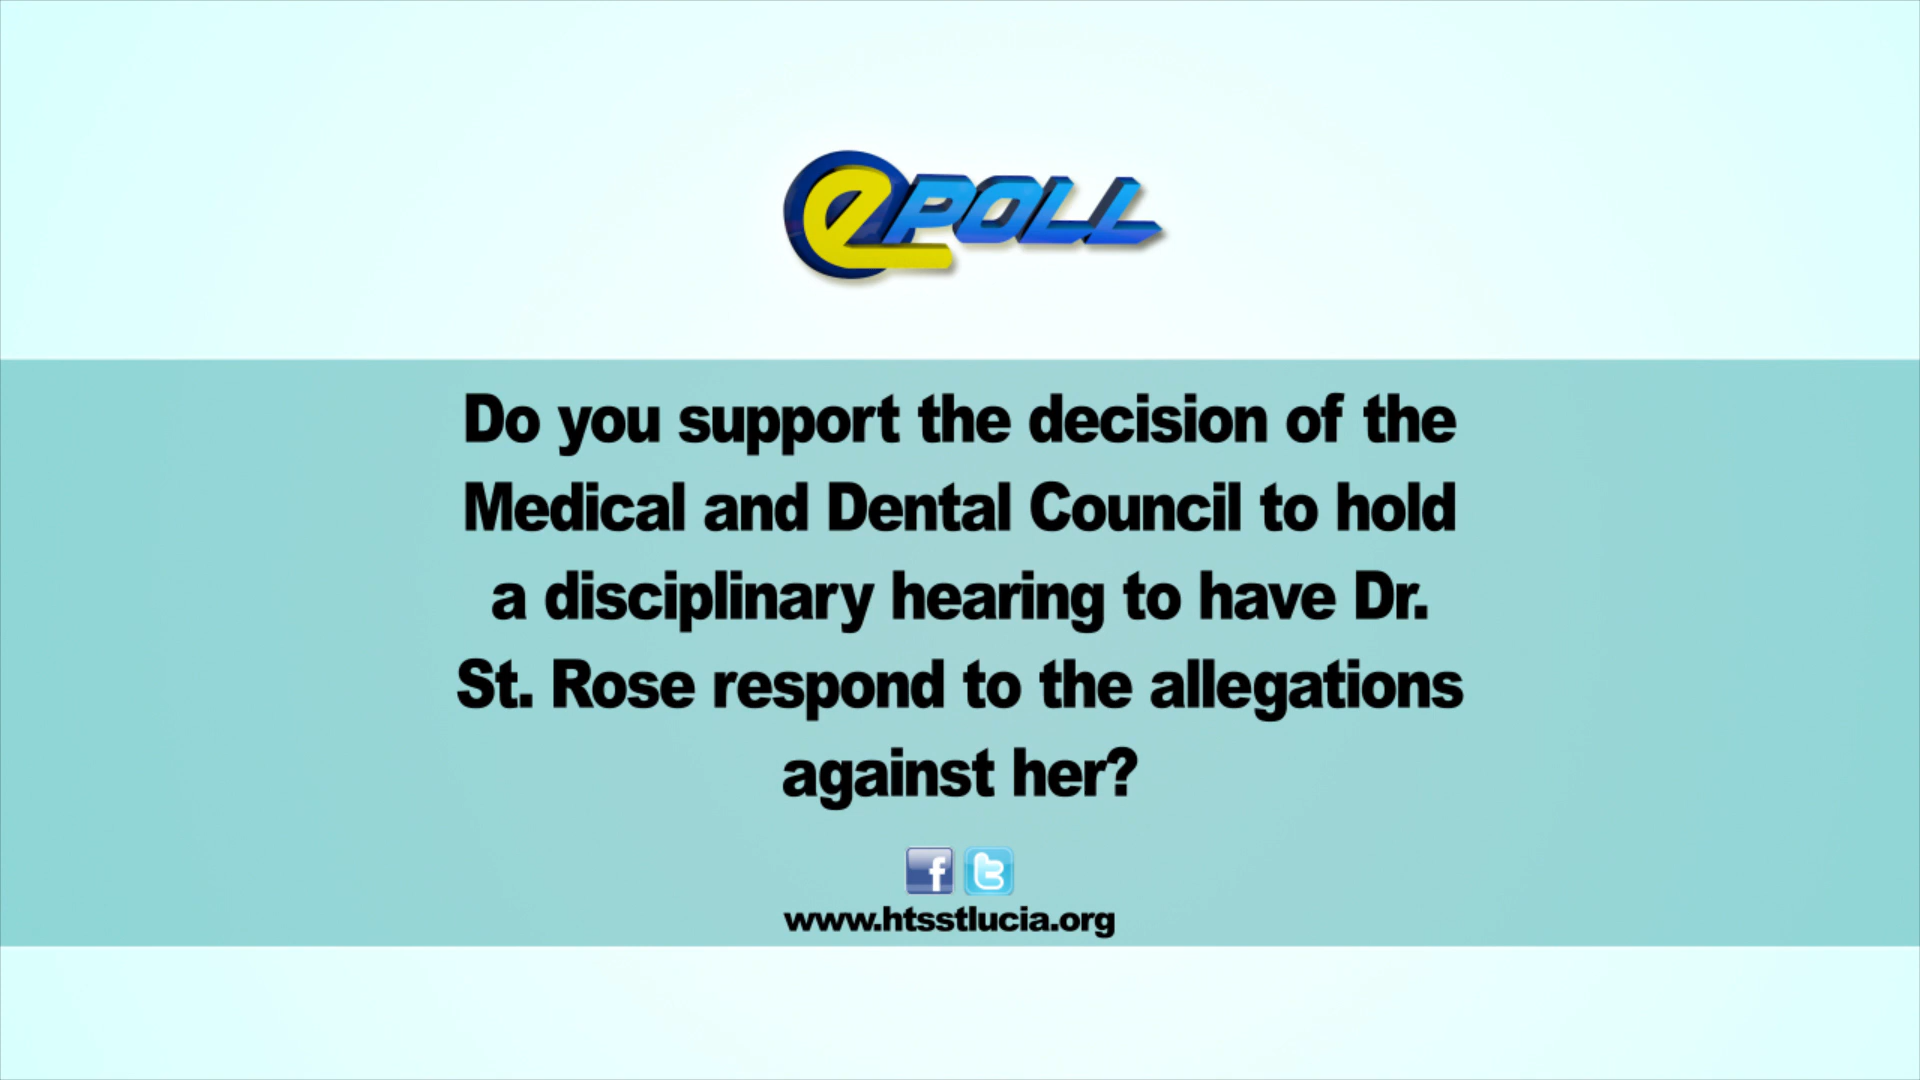 ePOLL
Do you support the decision of the
Medical and Dental Council to hold
a disciplinary hearing to have Dr.
St. Rose respond to the allegations
against her?
www.htsstlucia.org